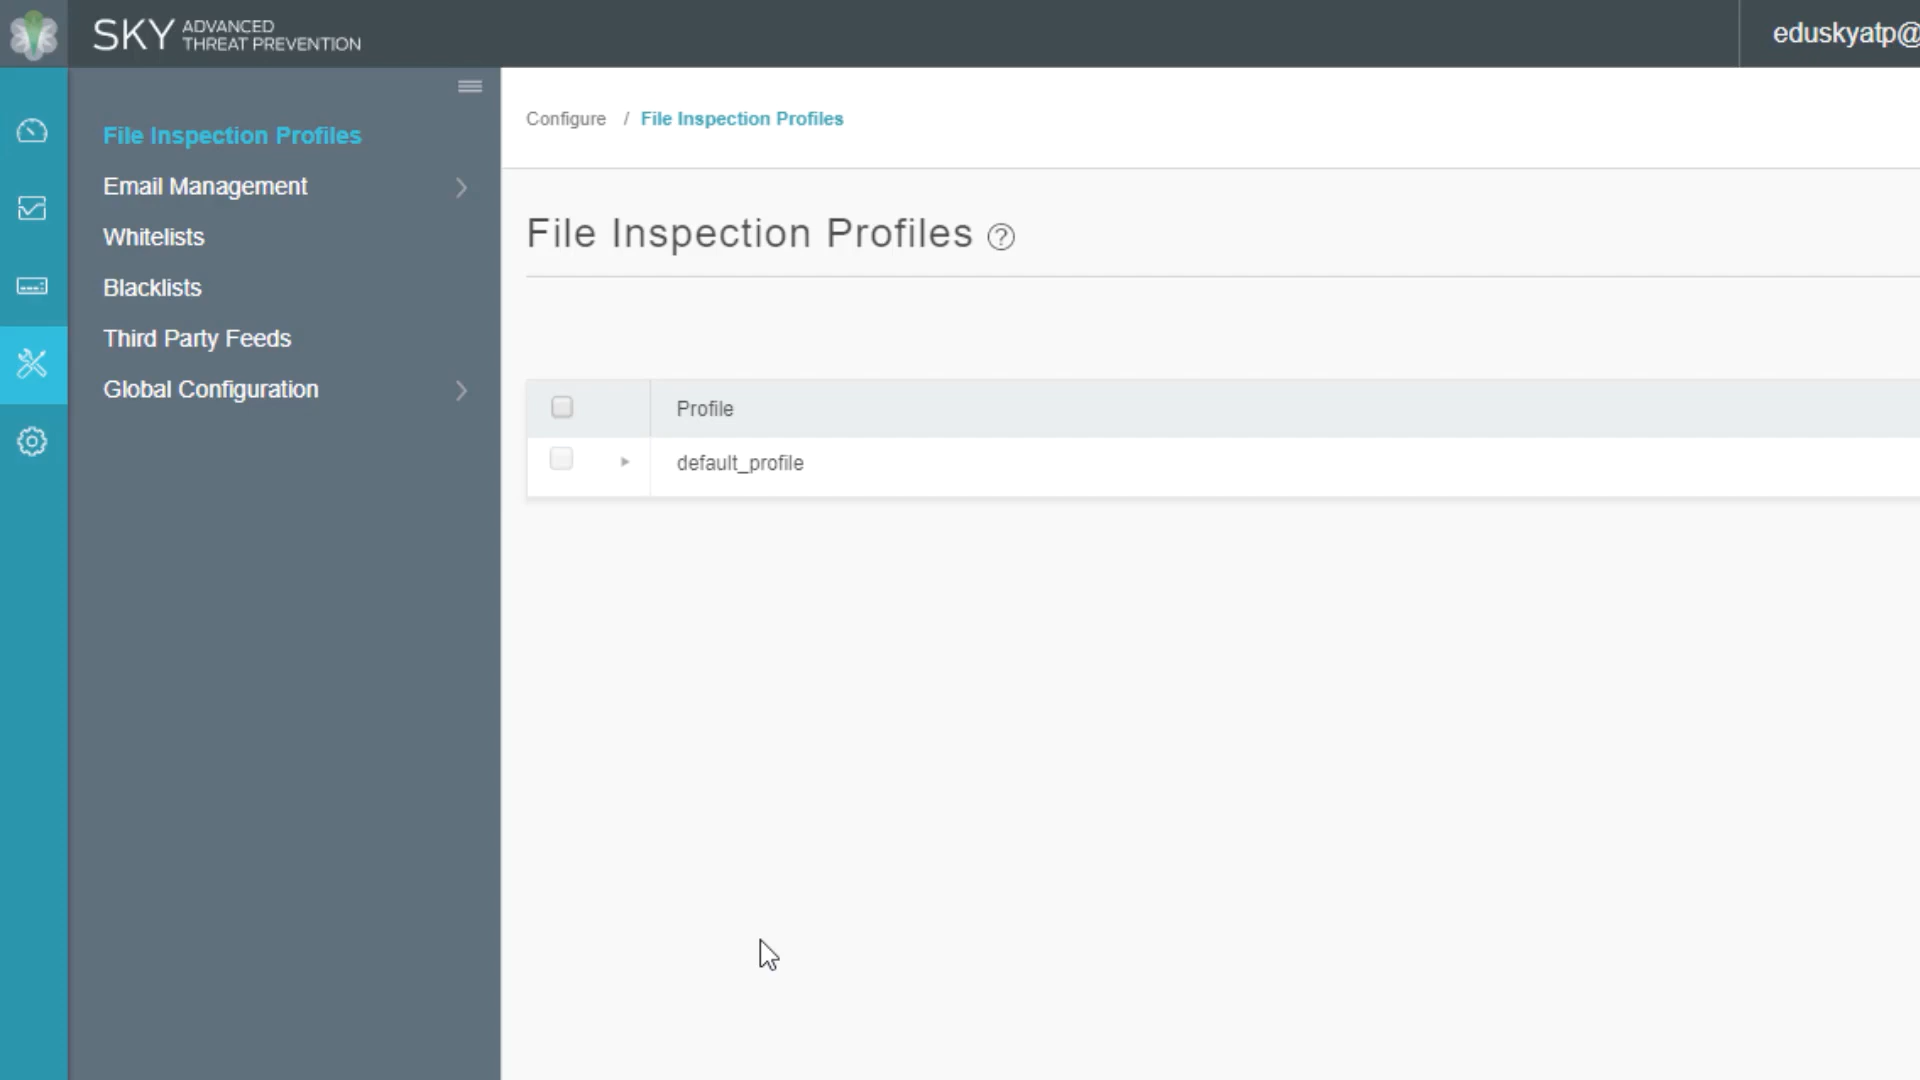 SKY ADVANCED
THREAT PREVENTION
eduskyatp@
File Inspection Profiles
Email Management
Whitelists
Blacklists
Third Party Feeds
Global Configuration
Configure / File Inspection Profiles
File Inspection Profiles ?
Profile
default_profile